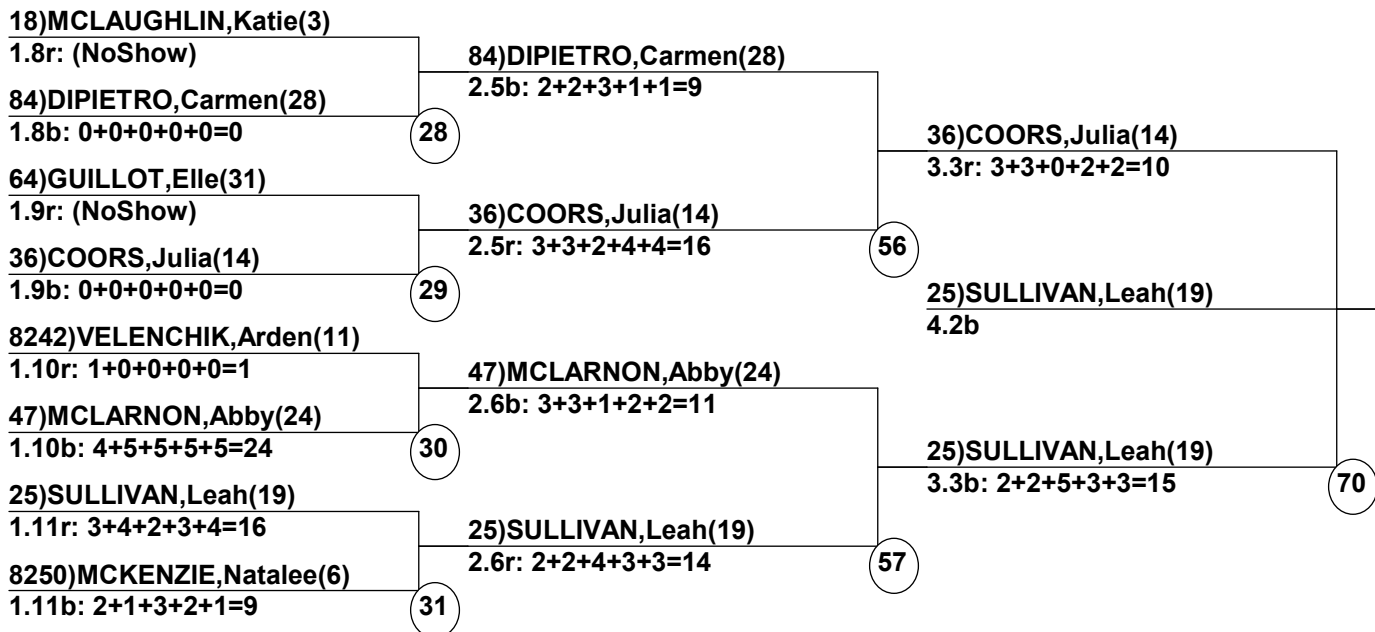 18)MCLAUGHLIN,Katie(3)
1.8r: (NoShow)
84)DIPIETRO,Carmen(28)
1.8b: 0+0+0+0+0=0
28
64)GUILLOT,Elle(31)
1.9r: (NoShow)
36)COORS,Julia(14)
1.9b: 0+0+0+0+0=0
29
8242)VELENCHIK,Arden(11)
1.10r: 1+0+0+0+0=1
47)MCLARNON,Abby(24)
1.10b: 4+5+5+5+5=24
30
25)SULLIVAN,Leah(19)
1.11r: 3+4+2+3+4=16
8250)MCKENZIE,Natalee(6)
1.11b: 2+1+3+2+1=9
31
84)DIPIETRO,Carmen(28)
2.5b: 2+2+3+1+1=9
36)COORS,Julia(14)
2.5r: 3+3+2+4+4=16
56
47)MCLARNON,Abby(24)
2.6b: 3+3+1+2+2=11
25)SULLIVAN,Leah(19)
2.6r: 2+2+4+3+3=14
57
36)COORS,Julia(14)
3.3r: 3+3+0+2+2=10
25)SULLIVAN,Leah(19)
4.2b
25)SULLIVAN,Leah(19)
3.3b: 2+2+5+3+3=15
70